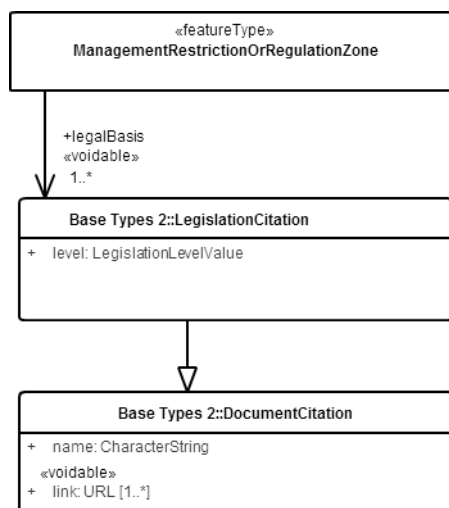 «featureType»
ManagementRestrictionOrRegulationZone
+legalBasis
«voidable»
1..*
Base Types 2::LegislationCitation
+ level: LegislationLevelValue
Base Types 2::DocumentCitation
+ name: CharacterString
«voidable»
+ link: URL [1..*]